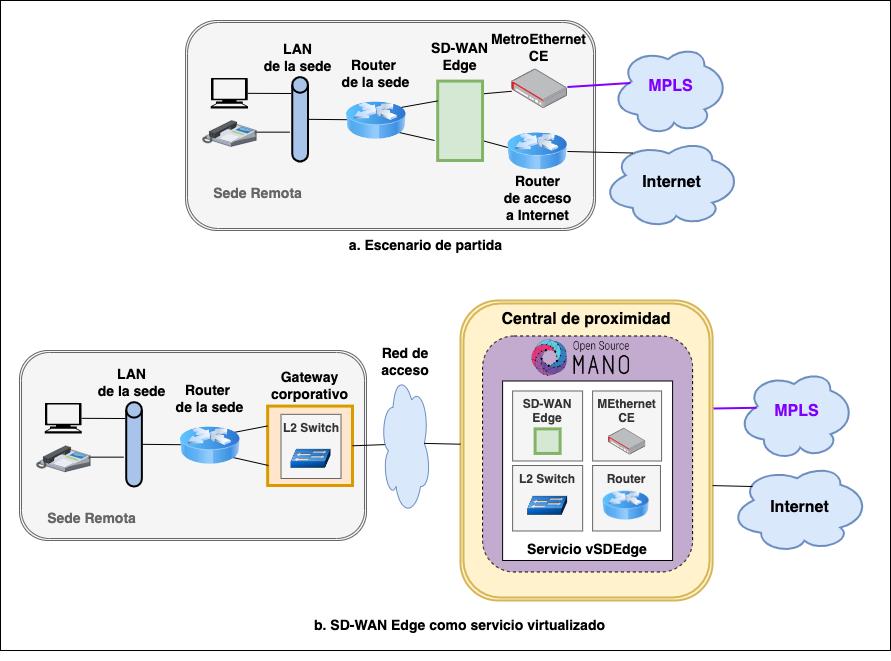 LAN
de la sede
Router
de la sede
SD-WAN
Edge
MetroEthernet
CE
MPLS
Internet
Router
de acceso
a Internet
Sede Remota
a. Escenario de partida
Central de proximidad
Open Source
MANO
LAN
de la sede
Router
de la sede
Gateway
corporativo
L2 Switch
Red de
acceso
SD-WAN
Edge
MEthernet
CE
L2 Switch
Router
Servicio vSDEdge
MPLS
Internet
Sede Remota
b. SD-WAN Edge como servicio virtualizado